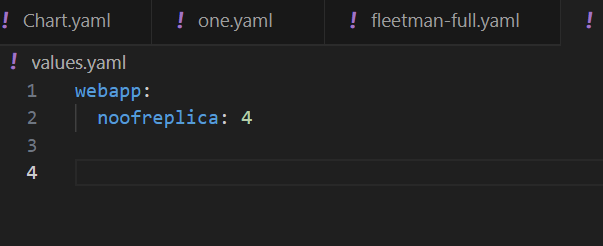 ! Chart.yaml ! one.yaml ! fleetman-full.yaml !
! values.yaml
1 webapp:
2 noofreplica: 4
3
4